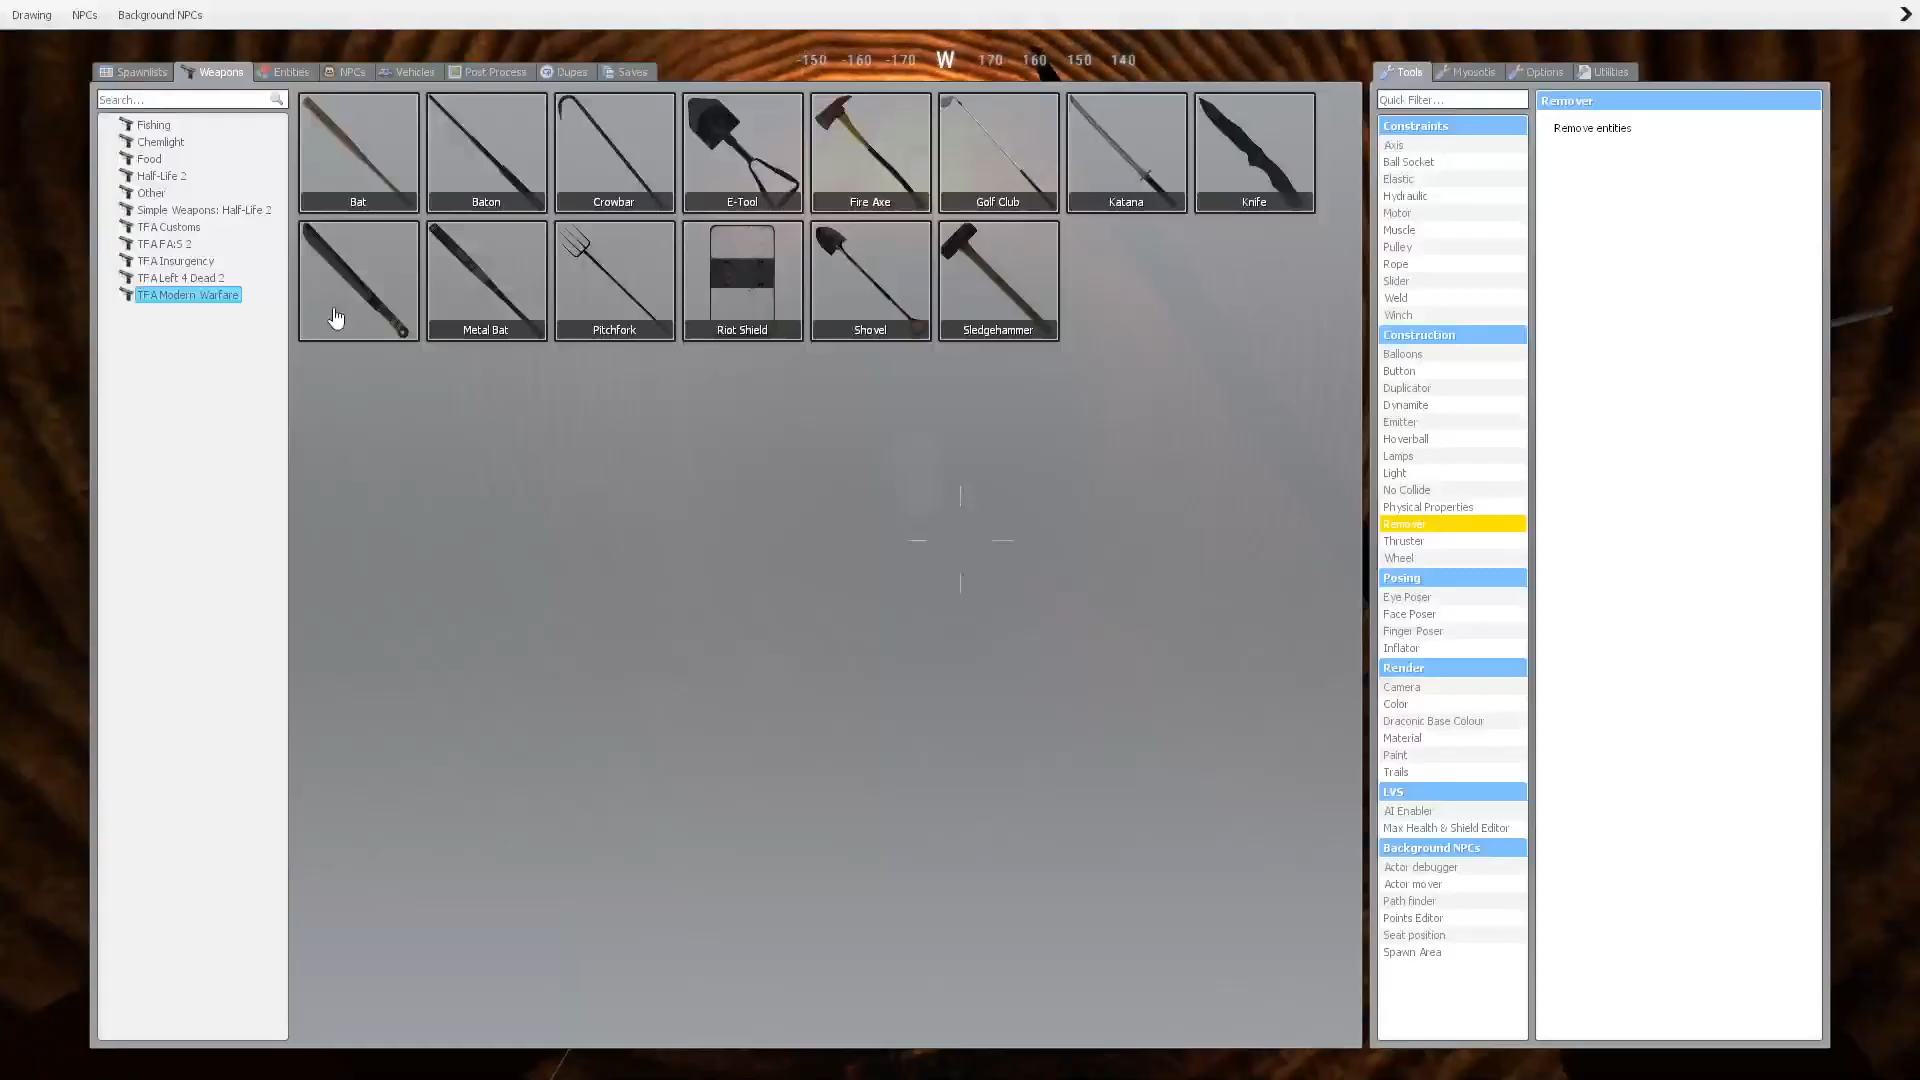 Drawing NPCs Background NPCs
-150 -160 -170 W 170 160 150 140
Spawnlists Weapons Entities NPCs Vehicles Post Process Dupes Saves
Search...
Fishing
Chemlight
Food
Half-Life 2
Other
Simple Weapons: Half-Life 2
TFA Customs
TFA FA:S 2
TFA Insurgency
TFA Left 4 Dead 2
TFA Modern Warfare
Bat Baton Crowbar E-Tool Fire Axe Golf Club Katana Knife
Metal Bat Pitchfork Riot Shield Shovel Sledgehammer
Tools Myosotis Options Utilities
Quick Filter...
Constraints
Axis
Ball Socket
Elastic
Hydraulic
Motor
Muscle
Pulley
Rope
Slider
Weld
Winch
Construction
Balloons
Button
Duplicator
Dynamite
Emitter
Hoverball
Lamps
Light
No Collide
Physical Properties
Remover
Thruster
Wheel
Posing
Eye Poser
Face Poser
Finger Poser
Inflator
Render
Camera
Color
Draconic Base Colour
Material
Paint
Trails
LVS
AI Enabler
Max Health & Shield Editor
Background NPCs
Actor debugger
Actor mover
Path finder
Points Editor
Seat position
Spawn Area
Remover
Remove entities